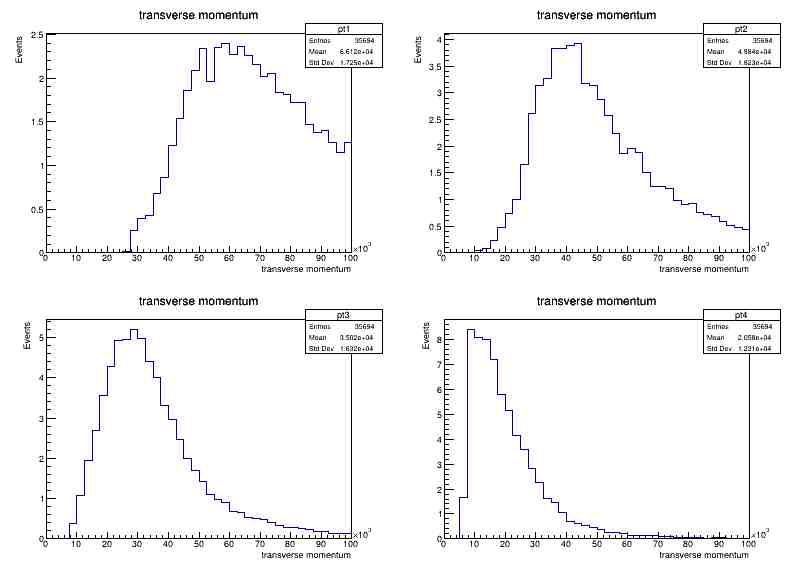 transverse momentum
pt1
Entries 35694
Mean 6.612e+04
Std Dev 1.725e+04
Events
2.5
2
1.5
1
0.5
0
0 10 20 30 40 50 60 70 80 90 100
×10³
transverse momentum
transverse momentum
pt2
Entries 35694
Mean 4.984e+04
Std Dev 1.823e+04
Events
4
3.5
3
2.5
2
1.5
1
0.5
0
0 10 20 30 40 50 60 70 80 90 100
×10³
transverse momentum
transverse momentum
pt3
Entries 35694
Mean 3.502e+04
Std Dev 1.632e+04
Events
5
4
3
2
1
0
0 10 20 30 40 50 60 70 80 90 100
×10³
transverse momentum
transverse momentum
pt4
Entries 35694
Mean 2.058e+04
Std Dev 1.231e+04
Events
8
7
6
5
4
3
2
1
0
0 10 20 30 40 50 60 70 80 90 100
×10³
transverse momentum